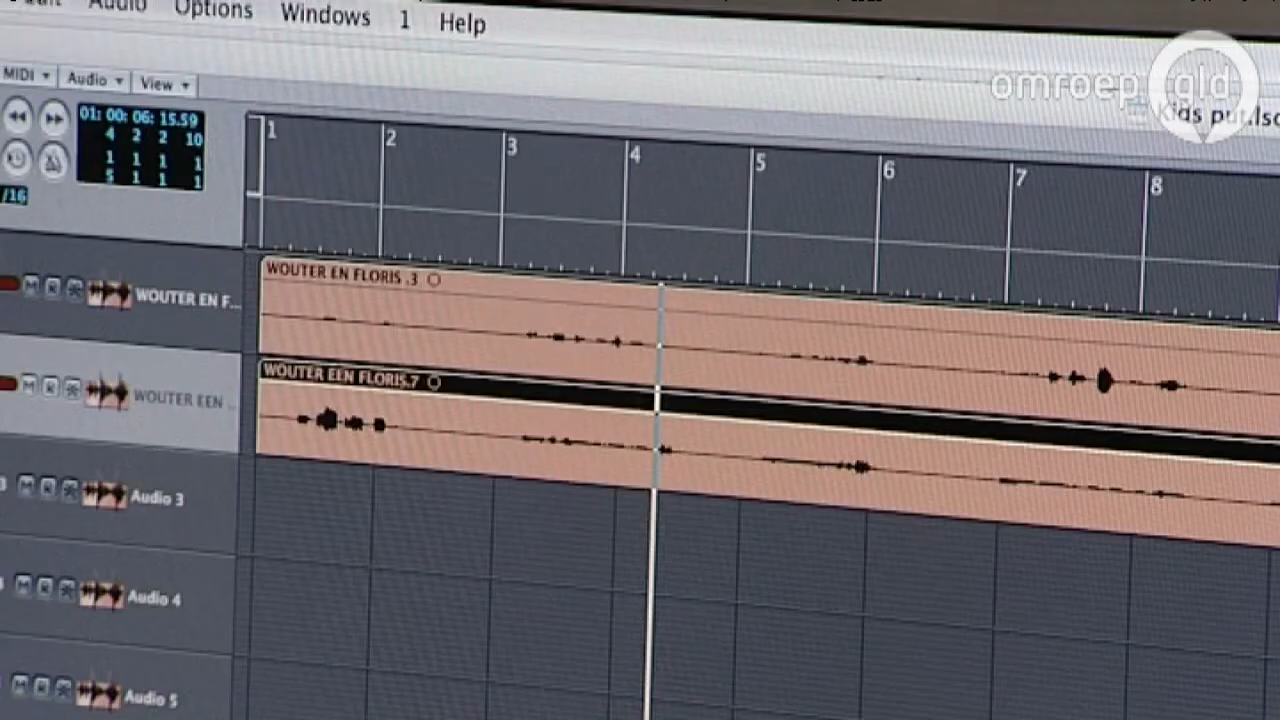 Audio Options Windows 1 Help
omroep gld
MIDI Audio View
01: 00: 06: 15.59
4 2 2 10
1 1 1 1
5 1 1 1
/16
1 2 3 4 5 6 7 8
WOUTER EN FLORIS .3
WOUTER EN F...
WOUTER EEN FLORIS.7
WOUTER EEN ..
Audio 3
Audio 4
Audio 5